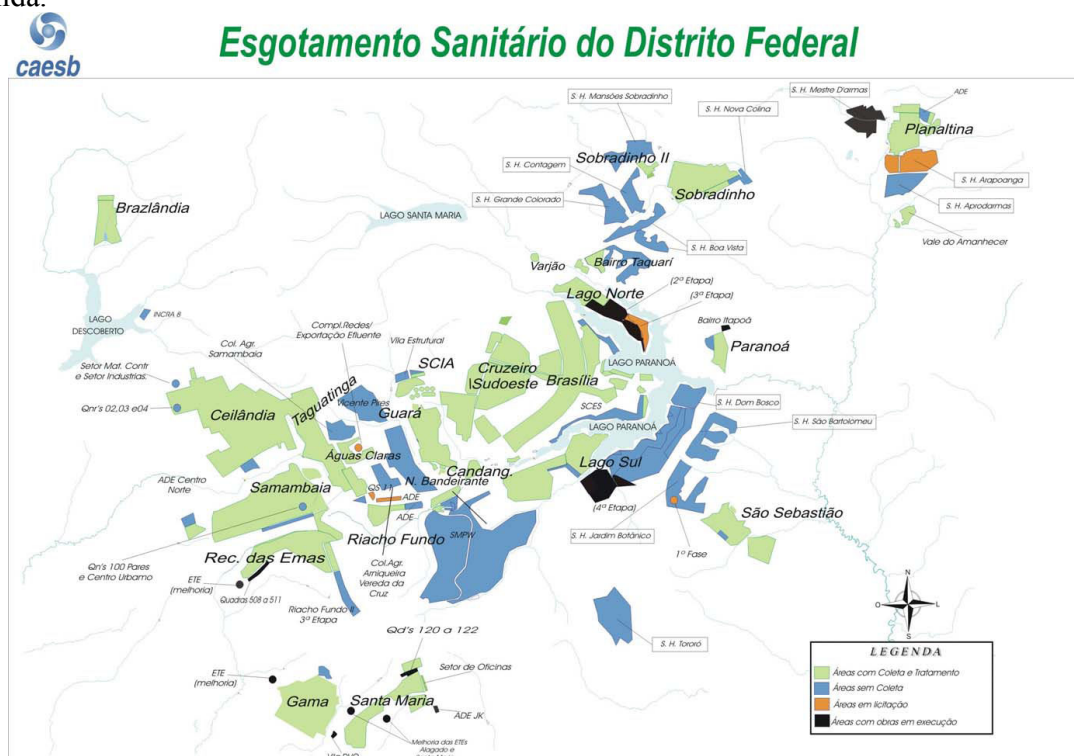 nda.
caesb
Esgotamento Sanitário do Distrito Federal
S. H. Mansões Sobradinho
S. H. Mestre D'armas
ADE
S. H. Nova Colina
Planaltina
Sobradinho II
S. H. Contagem
Sobradinho
S. H. Arapoanga
S. H. Grande Colorado
S. H. Aprodarmas
Brazlândia
LAGO SANTA MARIA
S. H. Boa Vista
Vale do Amanhecer
Varjão
Bairro Taquarí
(2ª Etapa)
Lago Norte
(3ª Etapa)
LAGO
DESCOBERTO
INCRA 8
Compl.Redes/
Exportação Efluente
Vila Estrutural
Bairro Itapoã
Col. Agr.
Samambaia
SCIA
Paranoá
Setor Mat. Contr
e Setor Industrias.
Cruzeiro
\Sudoeste
Brasília
LAGO PARANOÁ
Taguatinga
Vicente Pires
Qnr's 02,03 e04
Ceilândia
Guará
SCES
S. H. Dom Bosco
LAGO PARANOÁ
S. H. São Bartolomeu
Águas Claras
Candang.
Lago Sul
ADE Centro
Norte
Samambaia
QS 11
N. Bandeirante
ADE
ADE
(4ª Etapa)
São Sebastião
Riacho Fundo
SMPW
S. H. Jardim Botânico
Rec. das Emas
1º Fase
Qn's 100 Pares
e Centro Urbamo
Col.Agr.
Arniqueira
Vereda da
Cruz
ETE
(melhoria)
Quadras 508 a 511
Riacho Fundo II
3ª Etapa
N
O
L
S
Qd's 120 a 122
S. H. Tororó
LEGENDA
Setor de Oficinas
Áreas com Coleta e Tratamento
ETE
(melhoria)
Áreas sem Coleta
Gama
Santa Maria
Áreas em licitação
ADE JK
Áreas com obras em execução
Melhoria das ETEs
Alagado e